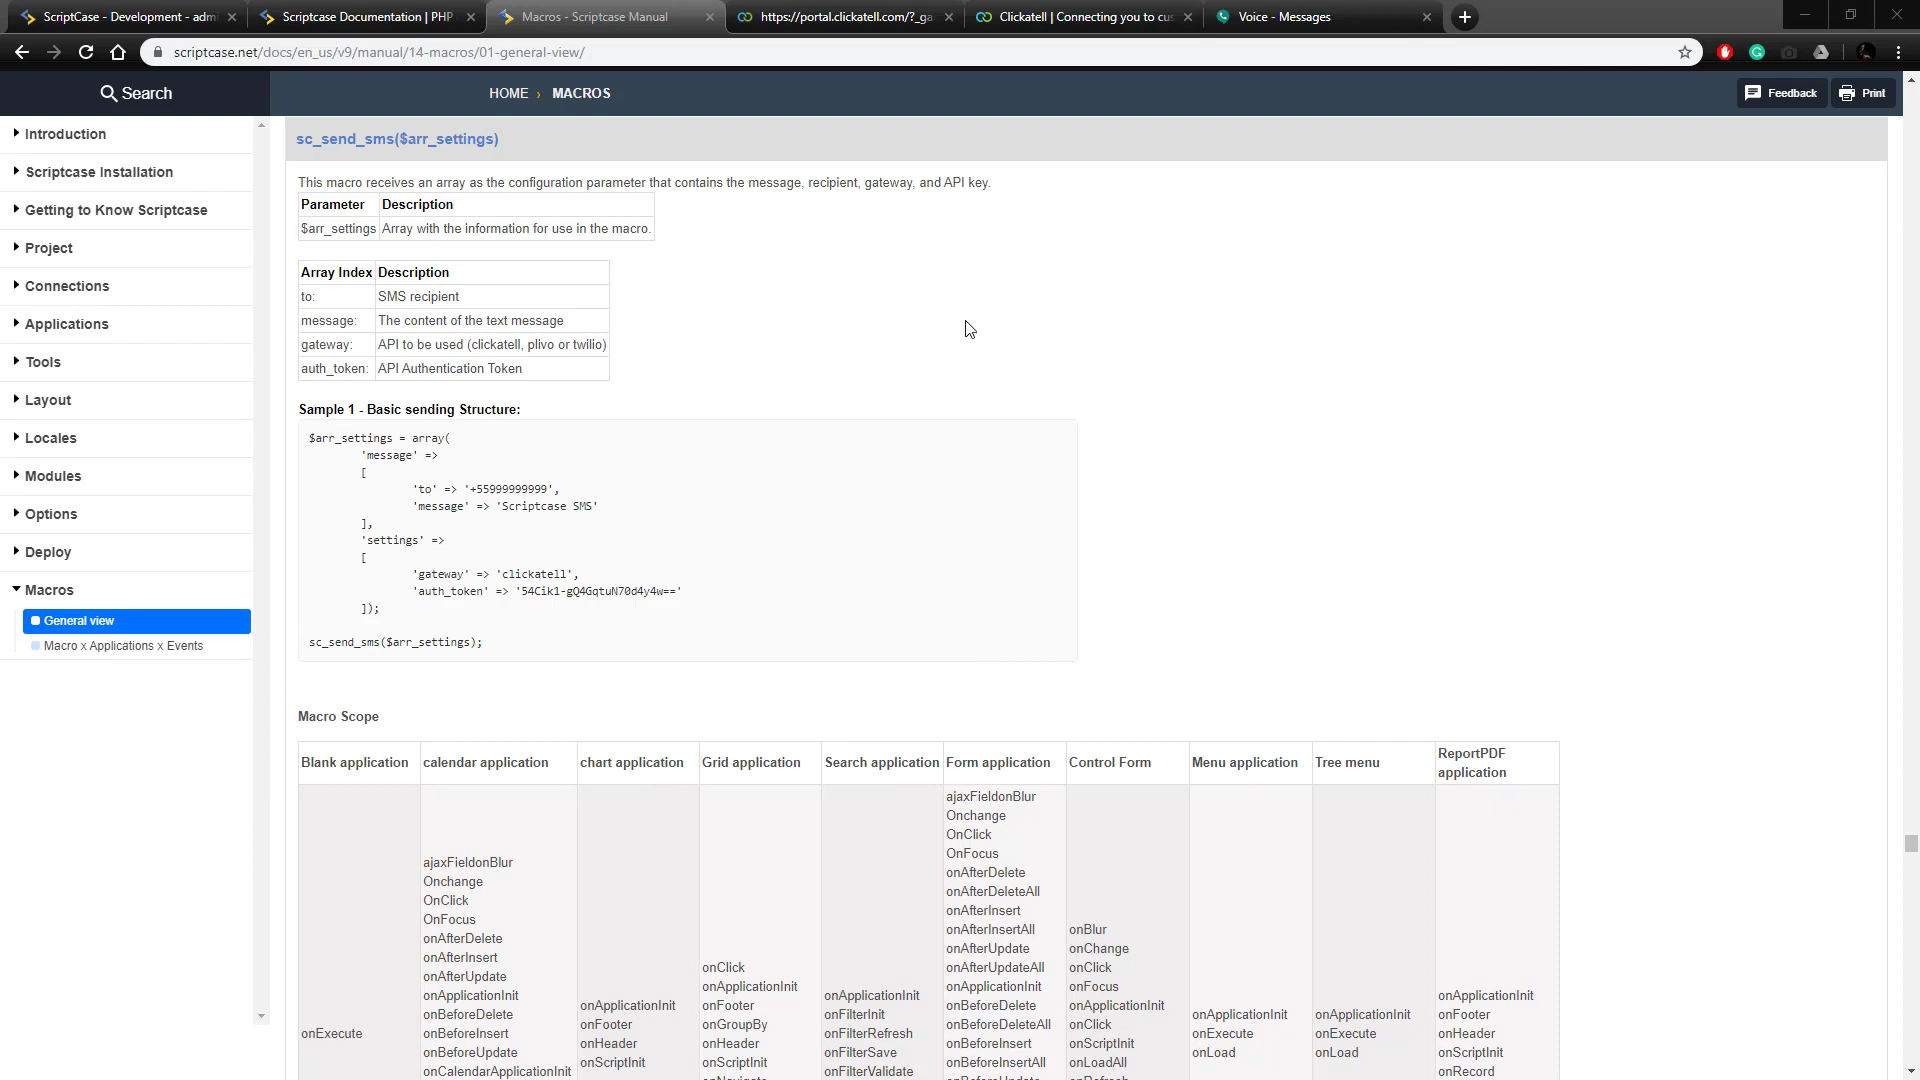 ScriptCase - Development - admi
Scriptcase Documentation | PHP
Macros - Scriptcase Manual
https://portal.clickatell.com/?_ga
Clickatell | Connecting you to cus
Voice - Messages
scriptcase.net/docs/en_us/v9/manual/14-macros/01-general-view/
Search
HOME › MACROS
Feedback
Print
Introduction
Scriptcase Installation
Getting to Know Scriptcase
Project
Connections
Applications
Tools
Layout
Locales
Modules
Options
Deploy
Macros
General view
Macro x Applications x Events
sc_send_sms($arr_settings)
This macro receives an array as the configuration parameter that contains the message, recipient, gateway, and API key.
Parameter Description
$arr_settings Array with the information for use in the macro.
Array Index Description
to: SMS recipient
message: The content of the text message
gateway: API to be used (clickatell, plivo or twilio)
auth_token: API Authentication Token
Sample 1 - Basic sending Structure:
$arr_settings = array(
'message' =>
[
'to' => '+55999999999',
'message' => 'Scriptcase SMS'
],
'settings' =>
[
'gateway' => 'clickatell',
'auth_token' => '54Cik1-gQ4GqtuN70d4y4w=='
]);
sc_send_sms($arr_settings);
Macro Scope
Blank application
calendar application
chart application
Grid application
Search application
Form application
Control Form
Menu application
Tree menu
ReportPDF
application
onExecute
ajaxFieldonBlur
Onchange
OnClick
OnFocus
onAfterDelete
onAfterInsert
onAfterUpdate
onApplicationInit
onBeforeDelete
onBeforeInsert
onBeforeUpdate
onCalendarApplicationInit
onApplicationInit
onFooter
onHeader
onScriptInit
onClick
onApplicationInit
onFooter
onGroupBy
onHeader
onScriptInit
onNavigate
onApplicationInit
onFilterInit
onFilterRefresh
onFilterSave
onFilterValidate
ajaxFieldonBlur
Onchange
OnClick
OnFocus
onAfterDelete
onAfterDeleteAll
onAfterInsert
onAfterInsertAll
onAfterUpdate
onAfterUpdateAll
onApplicationInit
onBeforeDelete
onBeforeDeleteAll
onBeforeInsert
onBeforeInsertAll
onBeforeUpdate
onBlur
onChange
onClick
onFocus
onApplicationInit
onClick
onScriptInit
onLoadAll
onRefresh
onApplicationInit
onExecute
onLoad
onApplicationInit
onExecute
onLoad
onApplicationInit
onFooter
onHeader
onScriptInit
onRecord